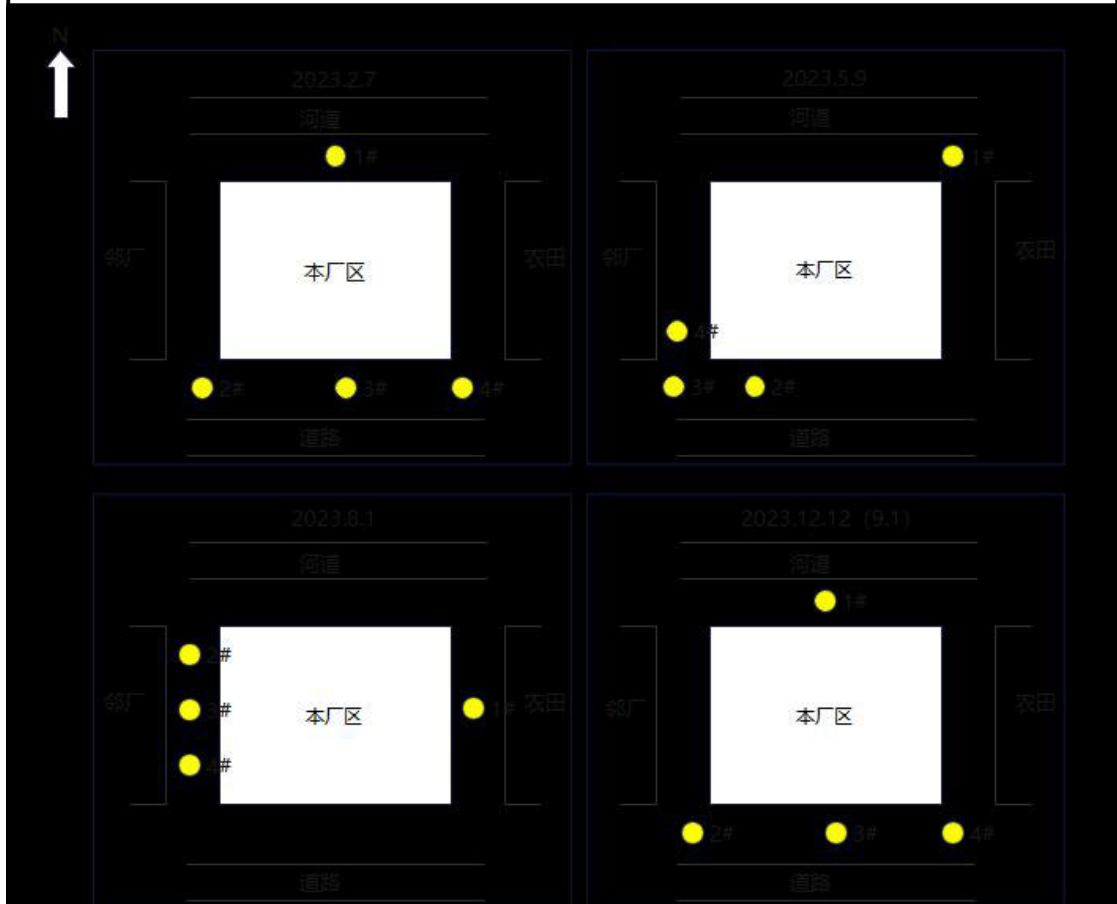 N
2023.2.7
河道
1#
邻厂
本厂区
农田
2#
3#
4#
道路
2023.5.9
河道
1#
邻厂
本厂区
农田
4#
3#
2#
道路
2023.8.1
河道
2#
邻厂
3#
本厂区
1#
农田
4#
道路
2023.12.12（9.1）
河道
1#
邻厂
本厂区
农田
2#
3#
4#
道路